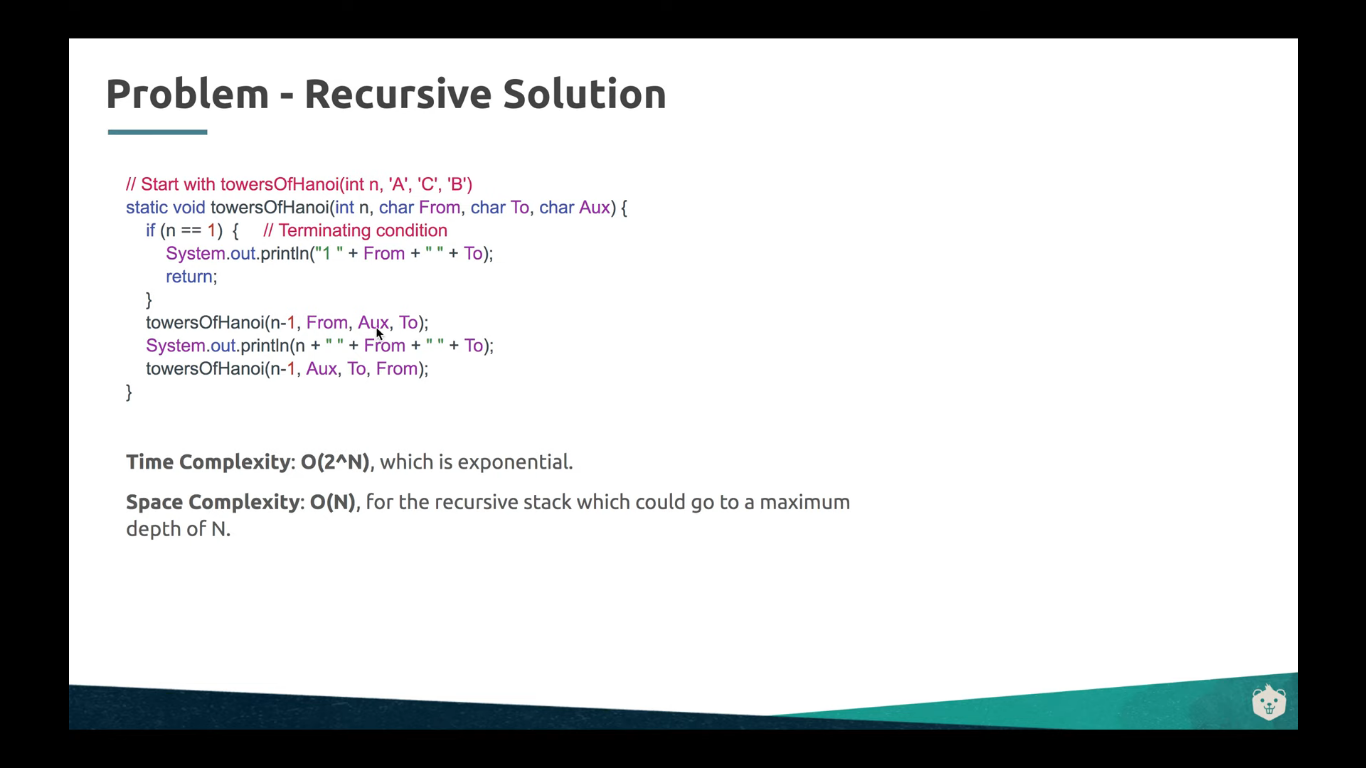 Problem - Recursive Solution
// Start with towersOfHanoi(int n, 'A', 'C', 'B')
static void towersOfHanoi(int n, char From, char To, char Aux) {
if (n == 1) { // Terminating condition
System.out.println("1 " + From + " " + To);
return;
}
towersOfHanoi(n-1, From, Aux, To);
System.out.println(n + " " + From + " " + To);
towersOfHanoi(n-1, Aux, To, From);
}
Time Complexity: O(2^N), which is exponential.
Space Complexity: O(N), for the recursive stack which could go to a maximum
depth of N.